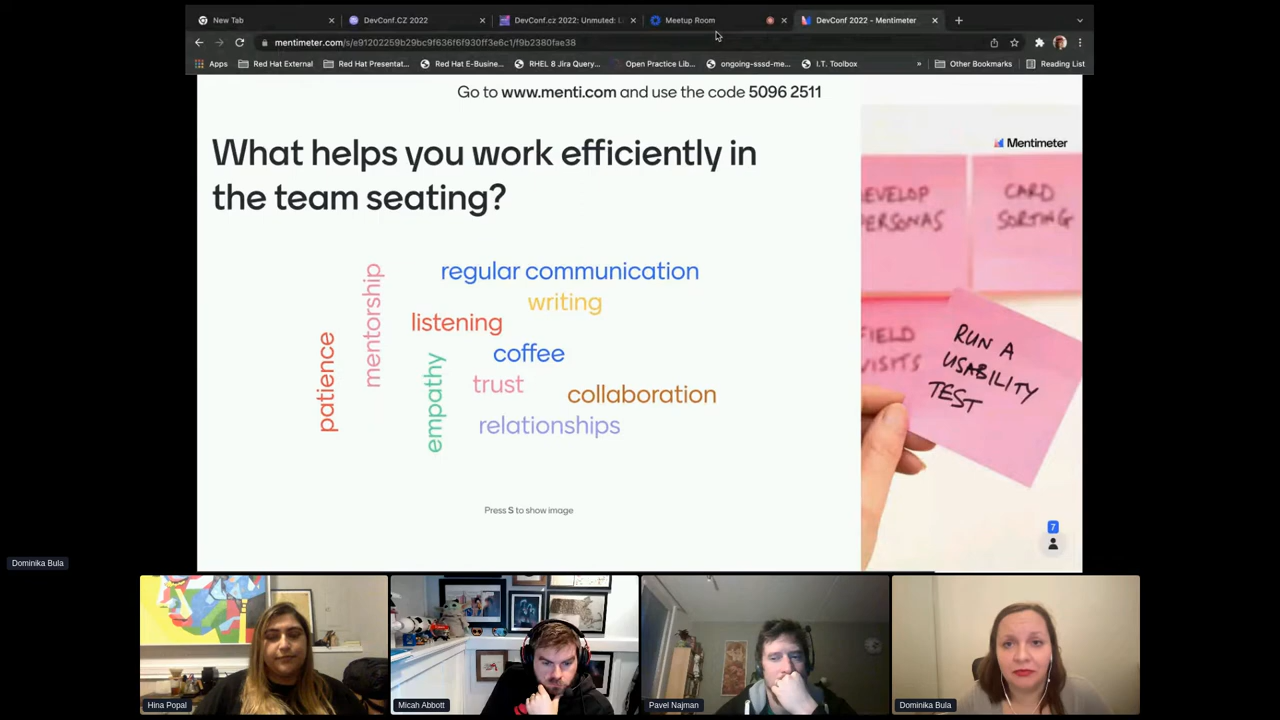 New Tab
DevConf.CZ 2022
DevConf.cz 2022: Unmuted:
Meetup Room
DevConf 2022 - Mentimeter
mentimeter.com/s/e91202259b29bc9f636f6f930ff3e6c1/f9b2380fae38
Apps
Red Hat External
Red Hat Presentat...
Red Hat E-Busine...
RHEL 8 Jira Query...
Open Practice Lib...
ongoing-sssd-me...
I.T. Toolbox
»
Other Bookmarks
Reading List
Go to www.menti.com and use the code 5096 2511
Mentimeter
What helps you work efficiently in
the team seating?
regular communication
writing
mentorship
listening
patience
coffee
empathy
trust
collaboration
relationships
Press S to show image
EVELOP
ERSONAS
CARD
SORTING
FIELD
VISITS
RUN A
USABILITY
TEST
7
Dominika Bula
Hina Popal
Micah Abbott
Pavel Najman
Dominika Bula